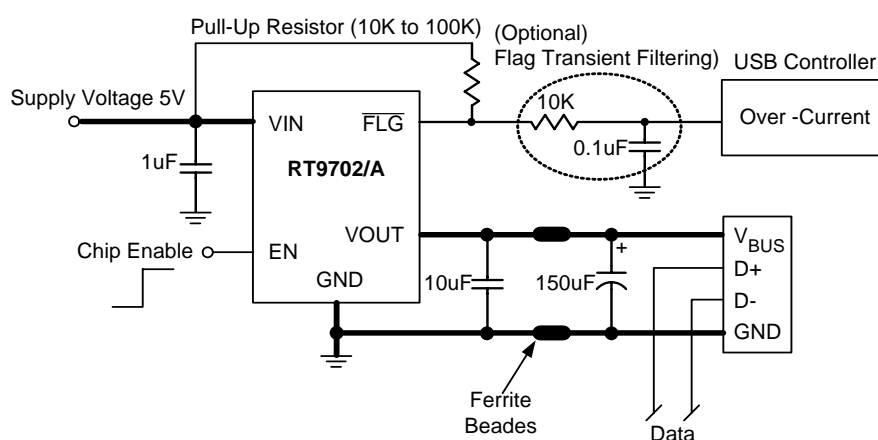 Pull-Up Resistor (10K to 100K)
(Optional)
Flag Transient Filtering)
USB Controller
Supply Voltage 5V
VIN
FLG
10K
Over -Current
1uF
RT9702/A
0.1uF
Chip Enable
EN
VOUT
GND
10uF
150uF
+
VBUS
D+
D-
GND
Ferrite
Beades
Data